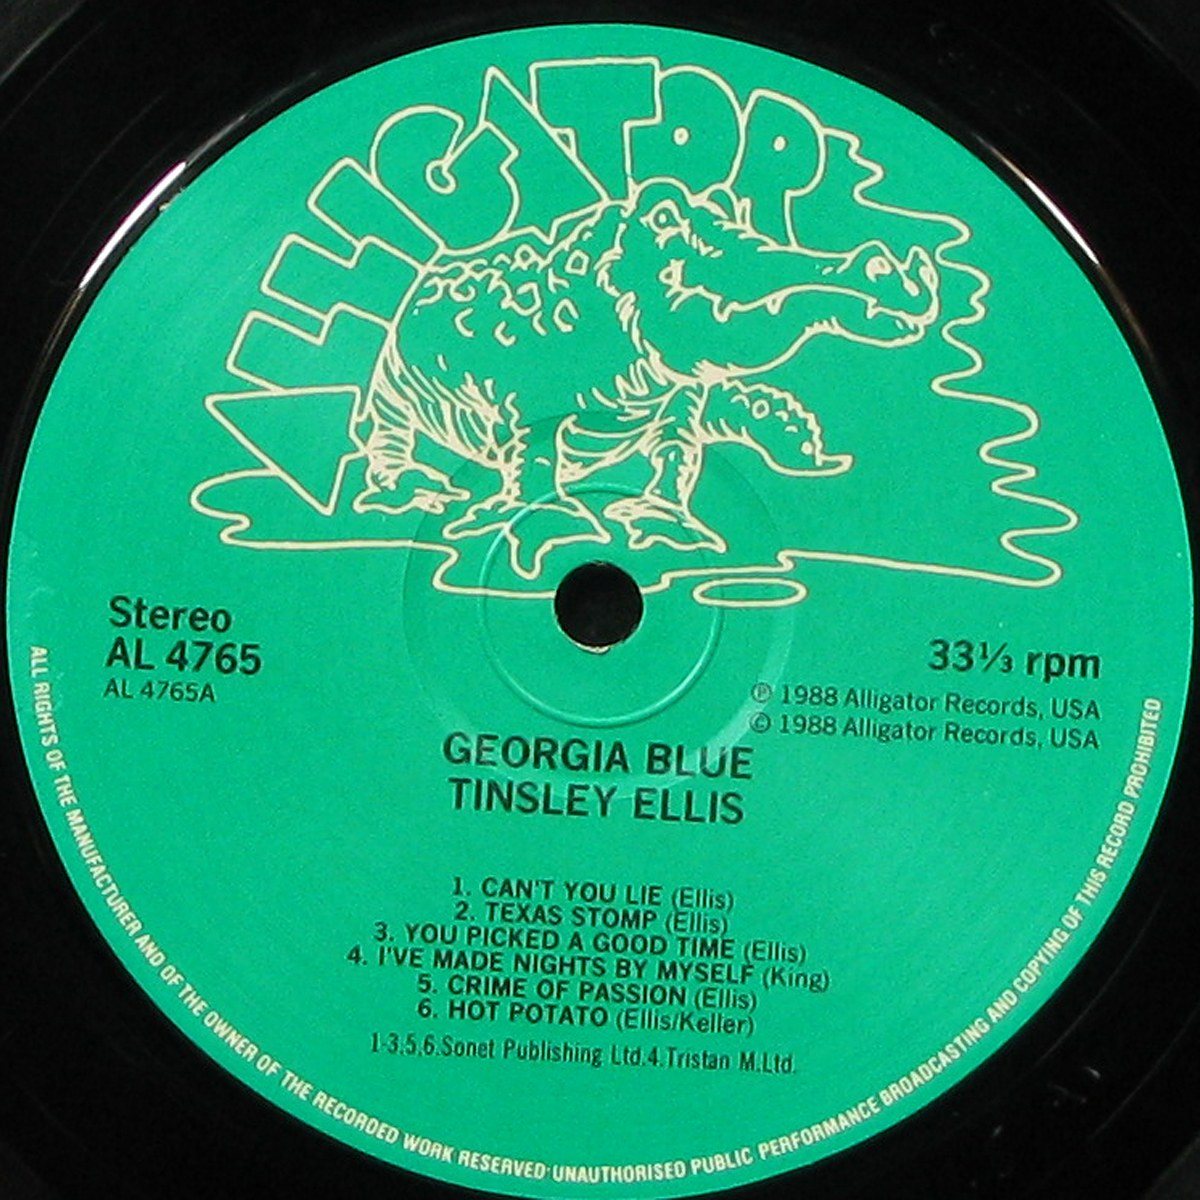 ALLIGATOR
Stereo
AL 4765
AL 4765A
33⅓ rpm
℗ 1988 Alligator Records, USA
© 1988 Alligator Records, USA
GEORGIA BLUE
TINSLEY ELLIS
1. CAN'T YOU LIE (Ellis)
2. TEXAS STOMP (Ellis)
3. YOU PICKED A GOOD TIME (Ellis)
4. I'VE MADE NIGHTS BY MYSELF (King)
5. CRIME OF PASSION (Ellis)
6. HOT POTATO (Ellis/Keller)
1-3,5,6.Sonet Publishing Ltd.4.Tristan M.Ltd.
ALL RIGHTS OF THE MANUFACTURER AND OF THE OWNER OF THE RECORDED WORK RESERVED·UNAUTHORISED PUBLIC PERFORMANCE BROADCASTING AND COPYING OF THIS RECORD PROHIBITED